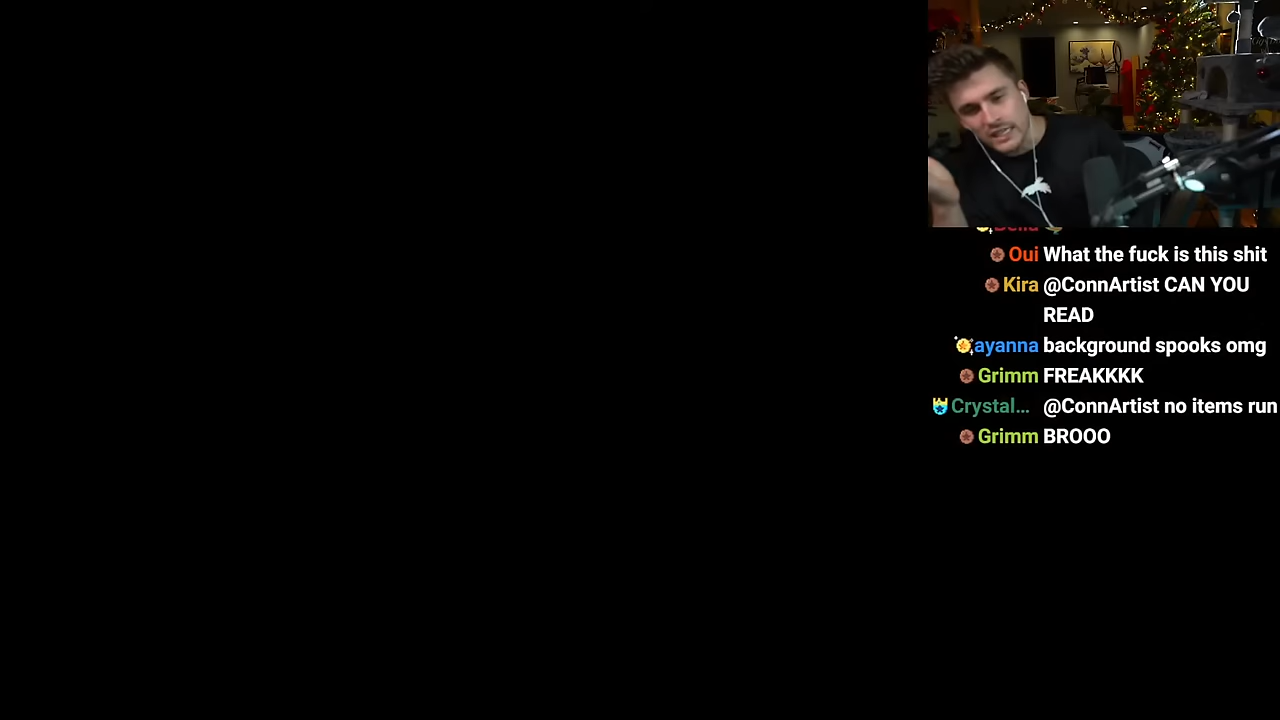 Oui What the fuck is this shit
Kira @ConnArtist CAN YOU
READ
ayanna background spooks omg
Grimm FREAKKKK
Crystal... @ConnArtist no items run
Grimm BROOO